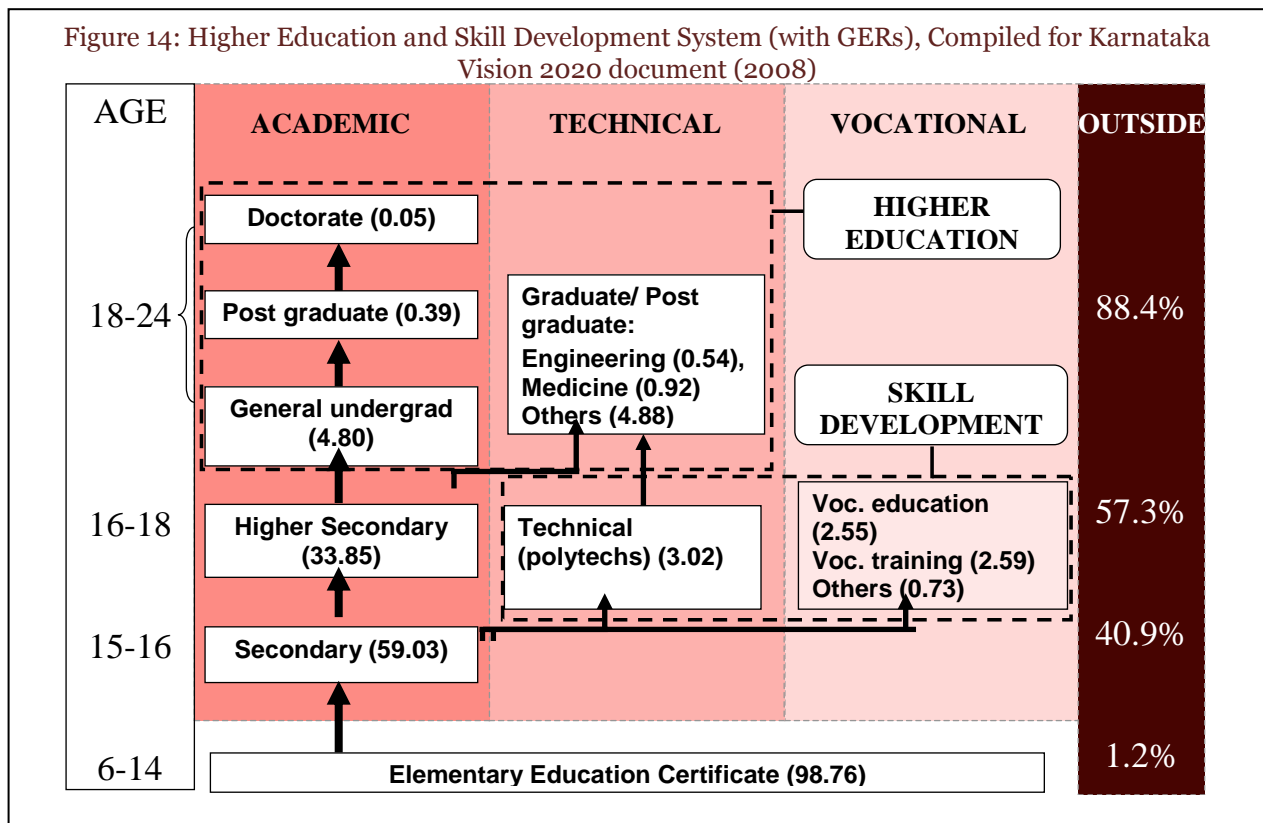 Figure 14: Higher Education and Skill Development System (with GERs), Compiled for Karnataka
Vision 2020 document (2008)
AGE
ACADEMIC
TECHNICAL
VOCATIONAL
OUTSIDE
Doctorate (0.05)
HIGHER
EDUCATION
18-24
Post graduate (0.39)
Graduate/ Post
graduate:
Engineering (0.54),
Medicine (0.92)
Others (4.88)
88.4%
General undergrad
(4.80)
SKILL
DEVELOPMENT
16-18
Higher Secondary
(33.85)
Technical
(polytechs) (3.02)
Voc. education
(2.55)
Voc. training (2.59)
Others (0.73)
57.3%
15-16
Secondary (59.03)
40.9%
6-14
Elementary Education Certificate (98.76)
1.2%